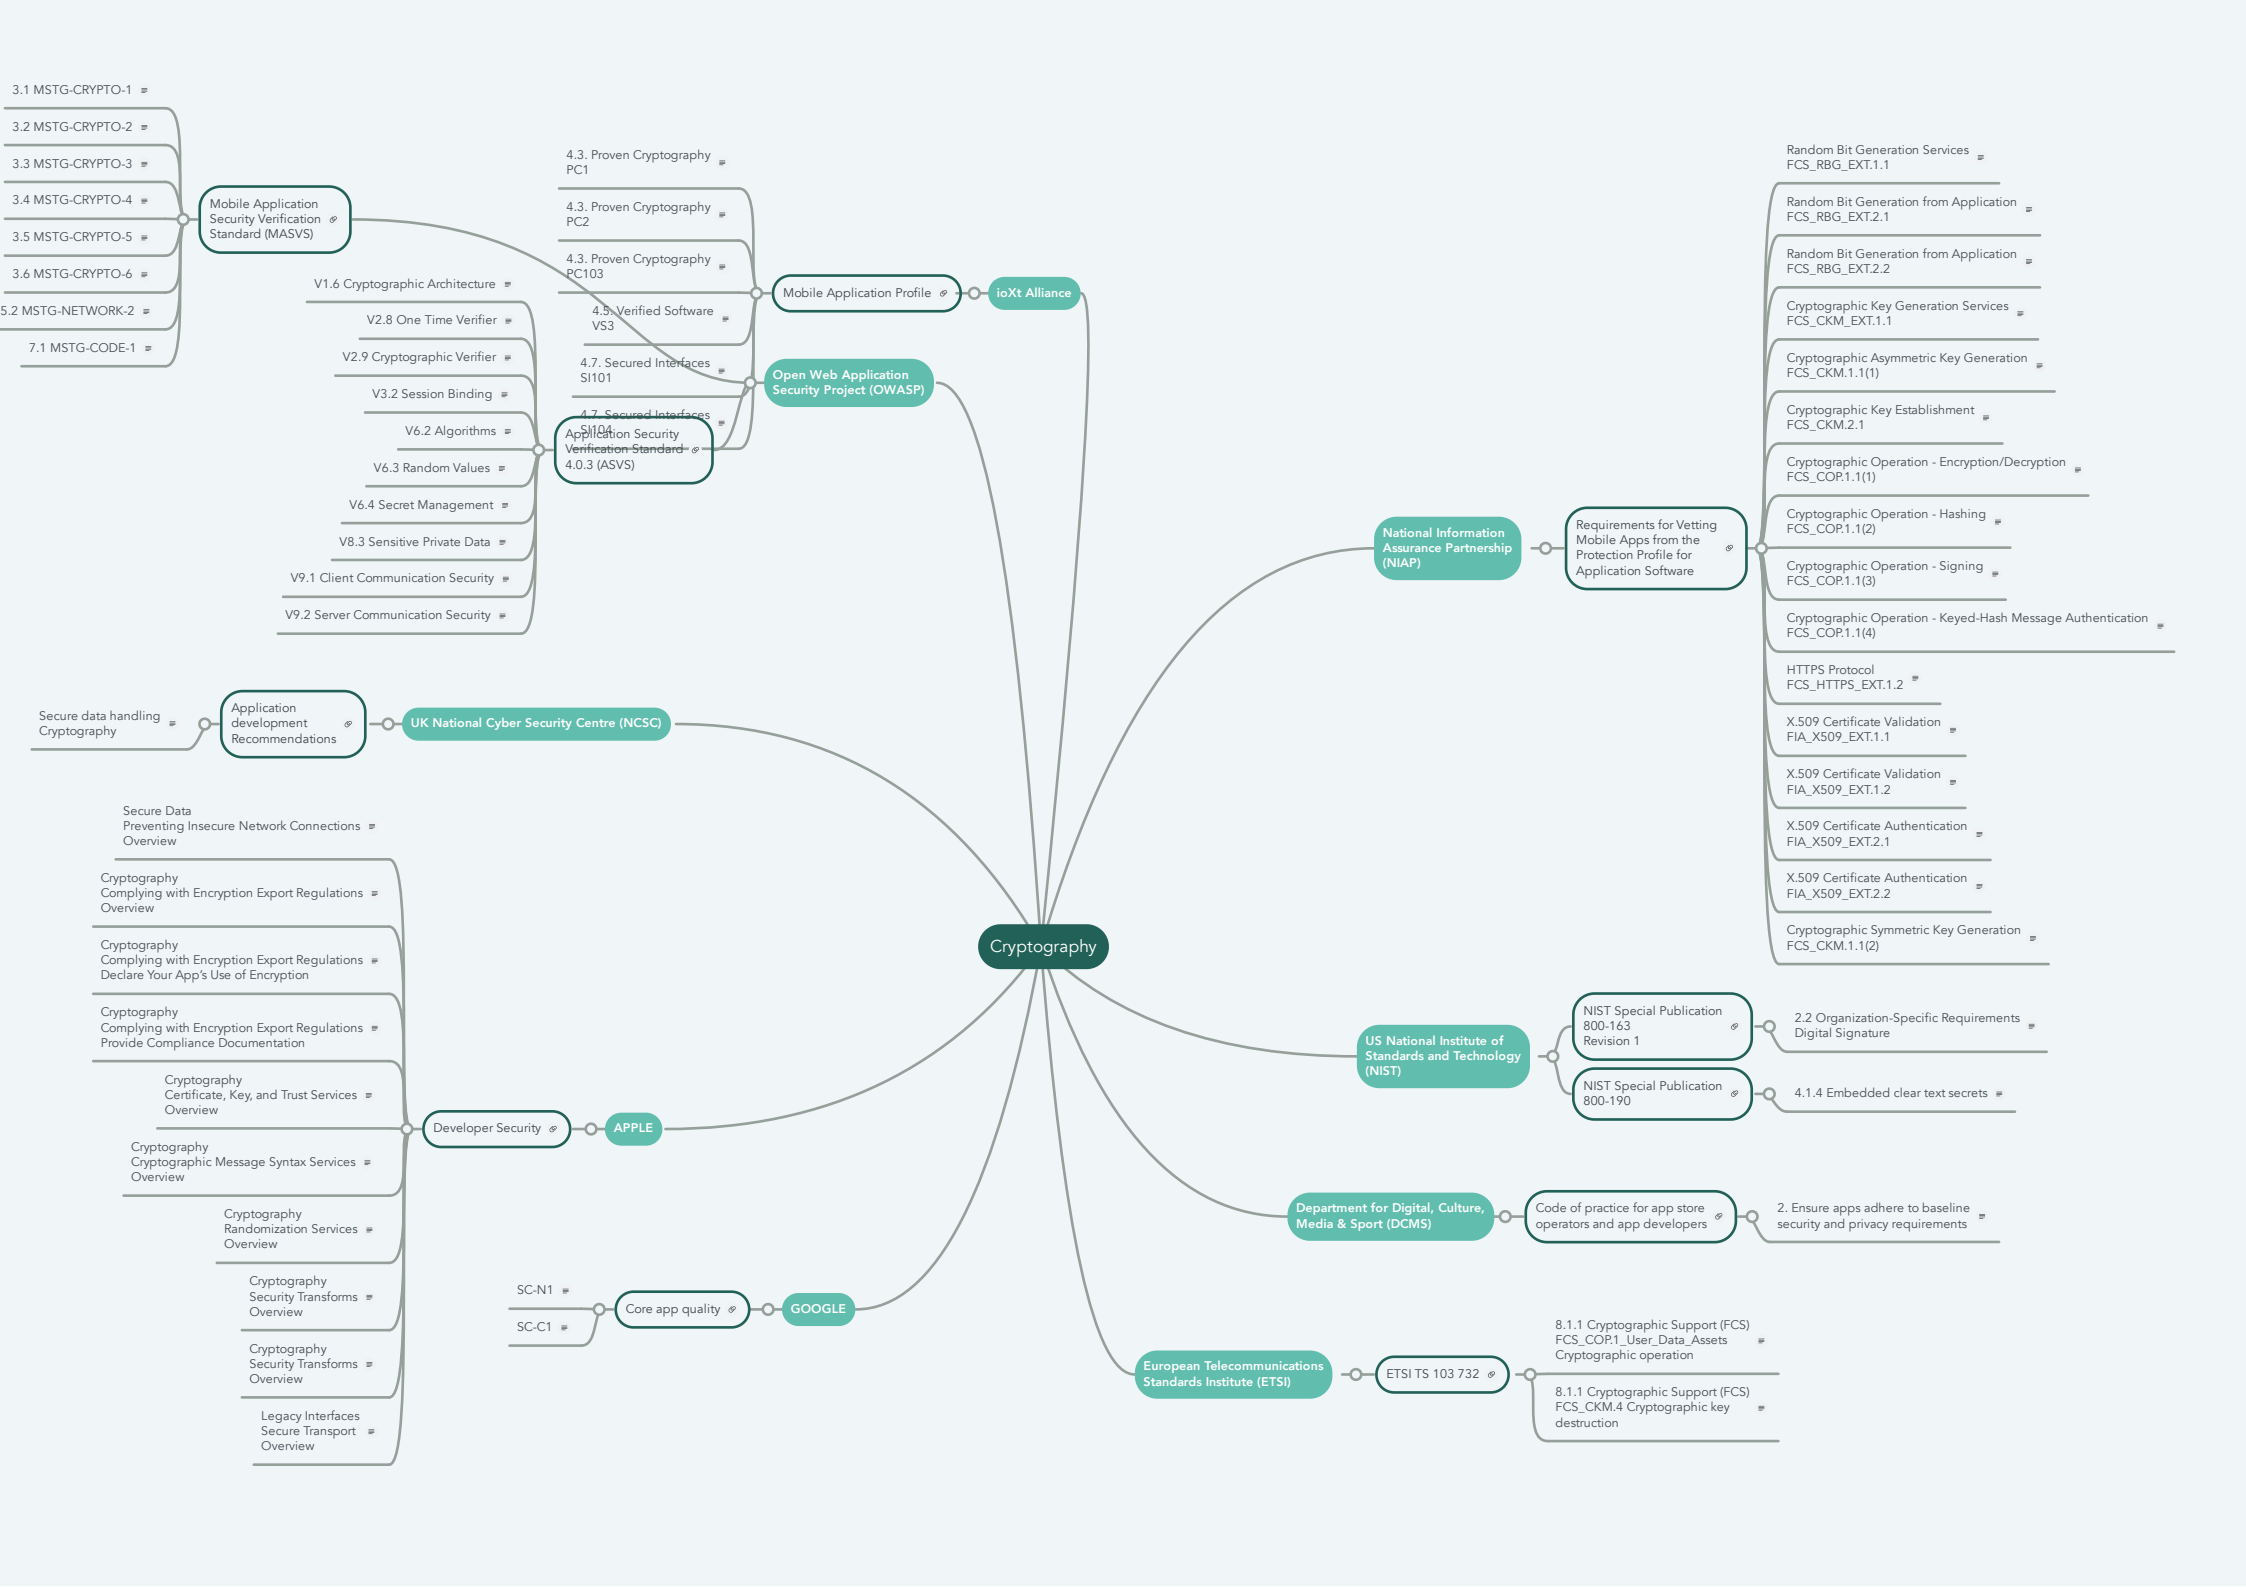 3.1 MSTG-CRYPTO-1
3.2 MSTG-CRYPTO-2
3.3 MSTG-CRYPTO-3
3.4 MSTG-CRYPTO-4
3.5 MSTG-CRYPTO-5
3.6 MSTG-CRYPTO-6
5.2 MSTG-NETWORK-2
7.1 MSTG-CODE-1
Mobile Application
Security Verification
Standard (MASVS)
4.3. Proven Cryptography
PC1
4.3. Proven Cryptography
PC2
4.3. Proven Cryptography
PC103
4.5. Verified Software
VS3
4.7. Secured Interfaces
SI101
4.7. Secured Interfaces
SI104
Mobile Application Profile
ioXt Alliance
V1.6 Cryptographic Architecture
V2.8 One Time Verifier
V2.9 Cryptographic Verifier
V3.2 Session Binding
V6.2 Algorithms
V6.3 Random Values
V6.4 Secret Management
V8.3 Sensitive Private Data
V9.1 Client Communication Security
V9.2 Server Communication Security
Application Security
Verification Standard
4.0.3 (ASVS)
Open Web Application
Security Project (OWASP)
Secure data handling
Cryptography
Application
development
Recommendations
UK National Cyber Security Centre (NCSC)
Secure Data
Preventing Insecure Network Connections
Overview
Cryptography
Complying with Encryption Export Regulations
Overview
Cryptography
Complying with Encryption Export Regulations
Declare Your App’s Use of Encryption
Cryptography
Complying with Encryption Export Regulations
Provide Compliance Documentation
Cryptography
Certificate, Key, and Trust Services
Overview
Cryptography
Cryptographic Message Syntax Services
Overview
Cryptography
Randomization Services
Overview
Cryptography
Security Transforms
Overview
Cryptography
Security Transforms
Overview
Legacy Interfaces
Secure Transport
Overview
Developer Security
APPLE
SC-N1
SC-C1
Core app quality
GOOGLE
Cryptography
National Information
Assurance Partnership
(NIAP)
Requirements for Vetting
Mobile Apps from the
Protection Profile for
Application Software
Random Bit Generation Services
FCS_RBG_EXT.1.1
Random Bit Generation from Application
FCS_RBG_EXT.2.1
Random Bit Generation from Application
FCS_RBG_EXT.2.2
Cryptographic Key Generation Services
FCS_CKM_EXT.1.1
Cryptographic Asymmetric Key Generation
FCS_CKM.1.1(1)
Cryptographic Key Establishment
FCS_CKM.2.1
Cryptographic Operation - Encryption/Decryption
FCS_COP.1.1(1)
Cryptographic Operation - Hashing
FCS_COP.1.1(2)
Cryptographic Operation - Signing
FCS_COP.1.1(3)
Cryptographic Operation - Keyed-Hash Message Authentication
FCS_COP.1.1(4)
HTTPS Protocol
FCS_HTTPS_EXT.1.2
X.509 Certificate Validation
FIA_X509_EXT.1.1
X.509 Certificate Validation
FIA_X509_EXT.1.2
X.509 Certificate Authentication
FIA_X509_EXT.2.1
X.509 Certificate Authentication
FIA_X509_EXT.2.2
Cryptographic Symmetric Key Generation
FCS_CKM.1.1(2)
US National Institute of
Standards and Technology
(NIST)
NIST Special Publication
800-163
Revision 1
2.2 Organization-Specific Requirements
Digital Signature
NIST Special Publication
800-190
4.1.4 Embedded clear text secrets
Department for Digital, Culture,
Media & Sport (DCMS)
Code of practice for app store
operators and app developers
2. Ensure apps adhere to baseline
security and privacy requirements
European Telecommunications
Standards Institute (ETSI)
ETSI TS 103 732
8.1.1 Cryptographic Support (FCS)
FCS_COP.1_User_Data_Assets
Cryptographic operation
8.1.1 Cryptographic Support (FCS)
FCS_CKM.4 Cryptographic key
destruction